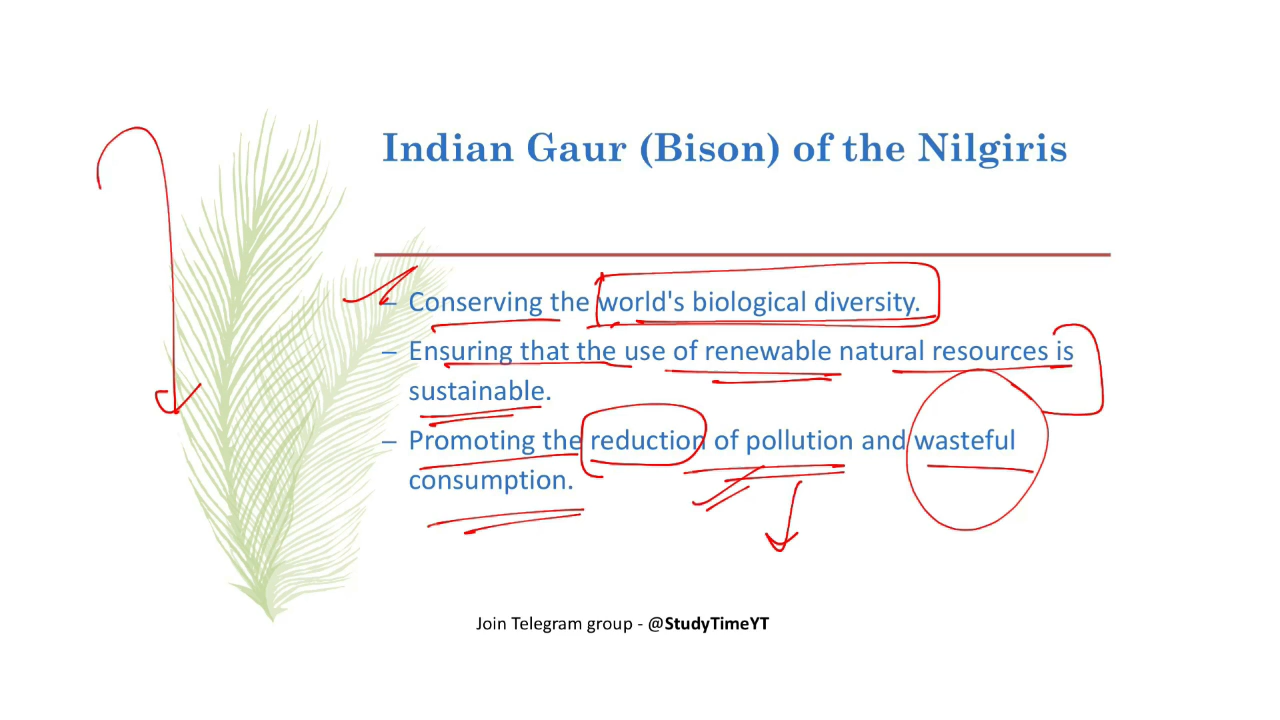 Indian Gaur (Bison) of the Nilgiris
– Conserving the world's biological diversity.
– Ensuring that the use of renewable natural resources is
sustainable.
– Promoting the reduction of pollution and wasteful
consumption.
Join Telegram group - @StudyTimeYT